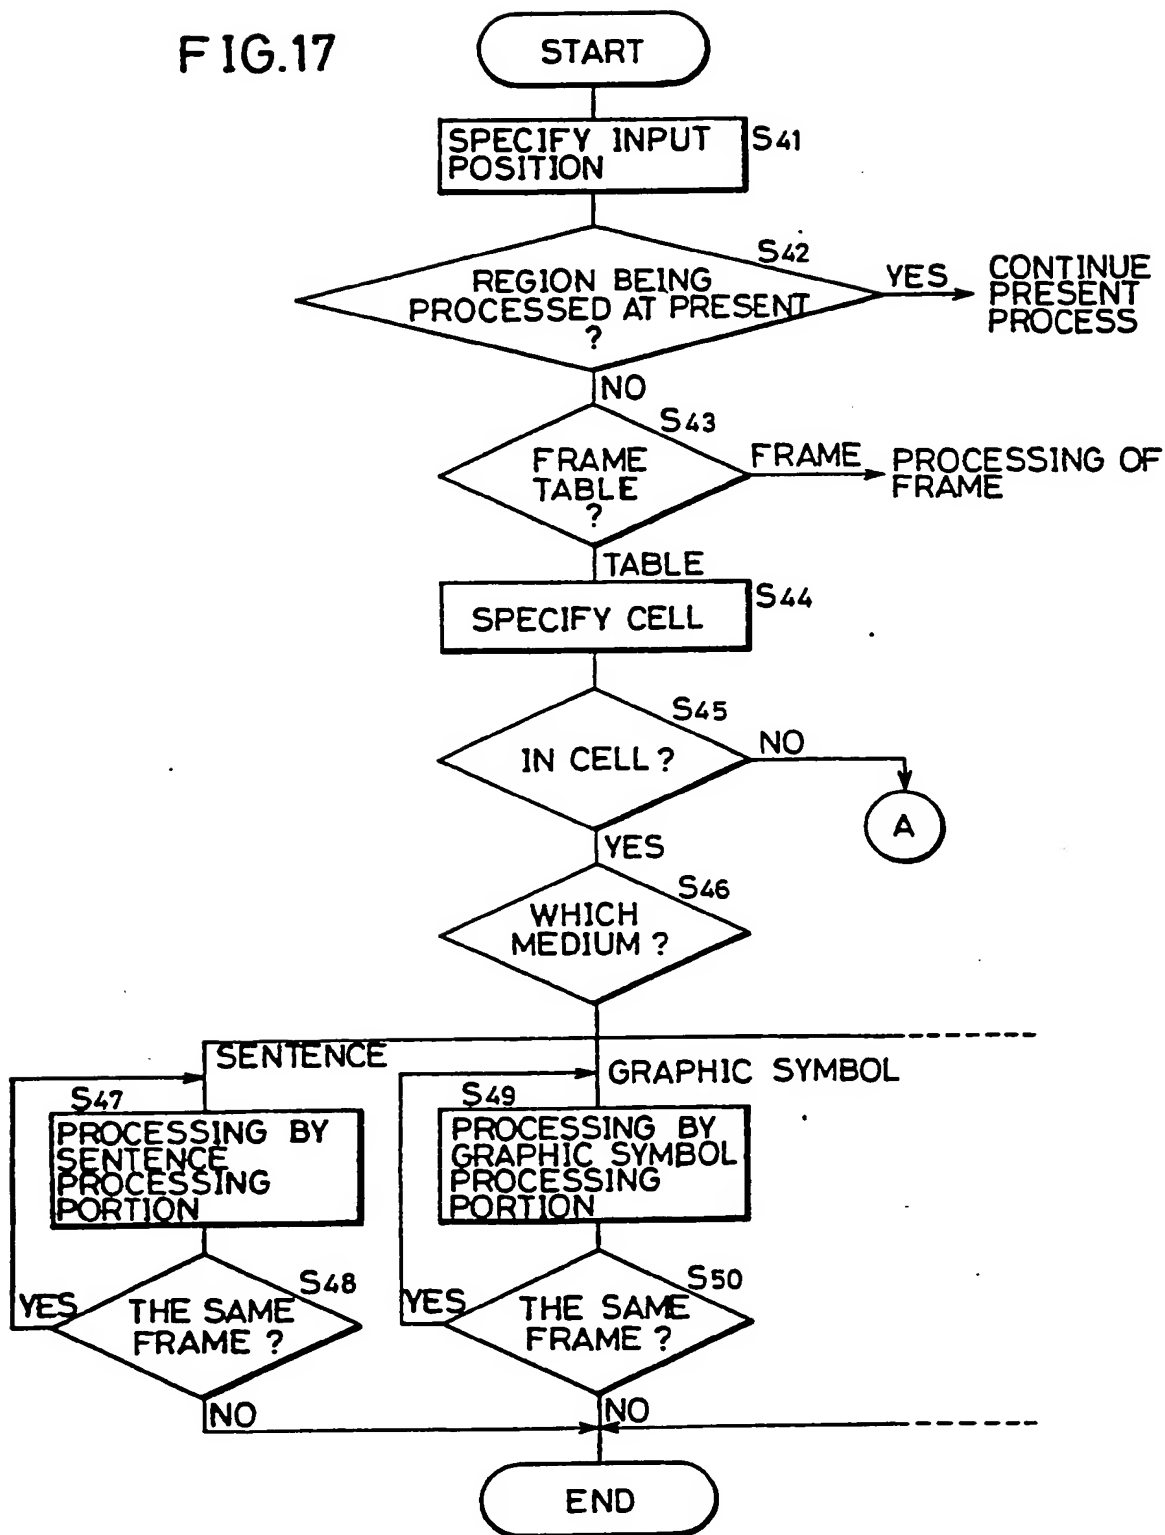 FIG.17
START
SPECIFY INPUT
POSITION
S41
S42
REGION BEING
PROCESSED AT PRESENT
?
YES
CONTINUE
PRESENT
PROCESS
NO
S43
FRAME
TABLE
?
FRAME
PROCESSING OF
FRAME
TABLE
SPECIFY CELL
S44
S45
IN CELL ?
NO
A
YES
S46
WHICH
MEDIUM ?
SENTENCE
GRAPHIC SYMBOL
S47
PROCESSING BY
SENTENCE
PROCESSING
PORTION
S49
PROCESSING BY
GRAPHIC SYMBOL
PROCESSING
PORTION
S48
YES
THE SAME
FRAME ?
NO
S50
YES
THE SAME
FRAME ?
NO
END